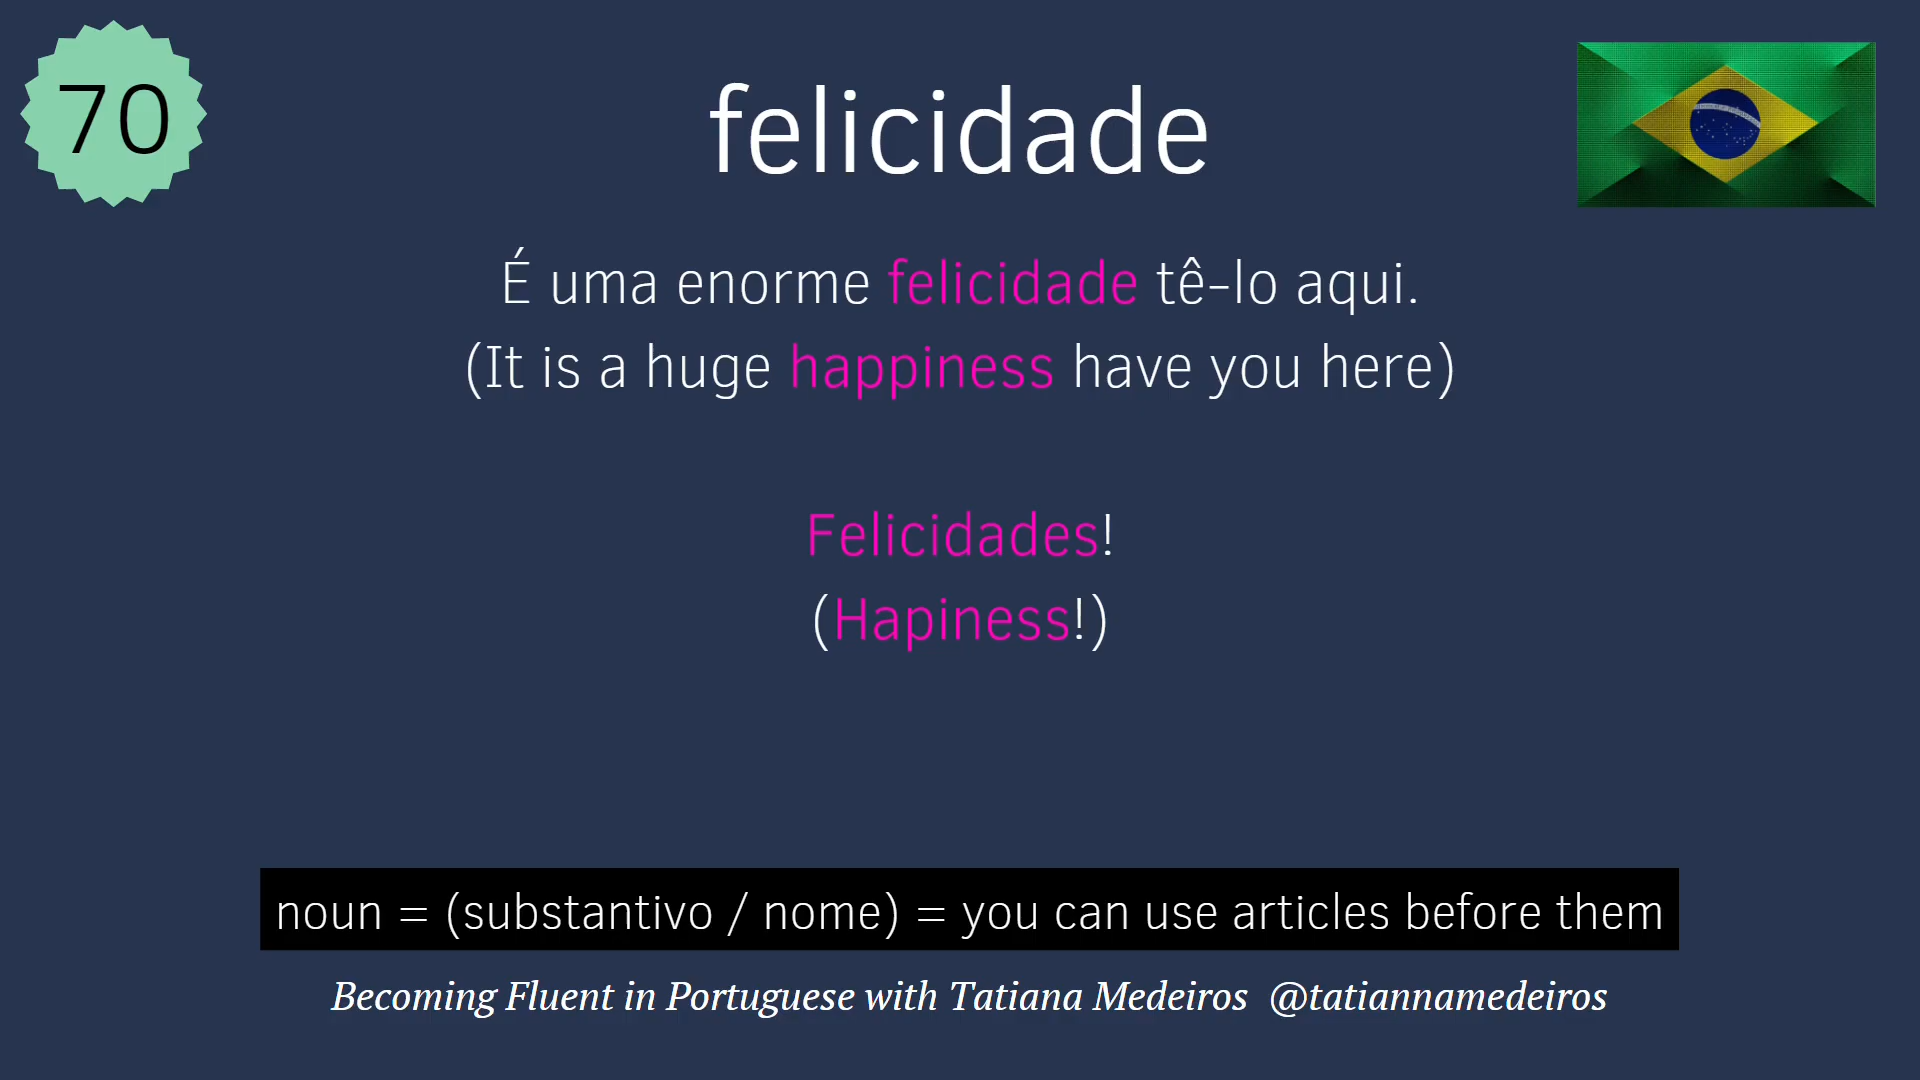 70
felicidade
É uma enorme felicidade tê-lo aqui.
(It is a huge happiness have you here)
Felicidades!
(Hapiness!)
noun = (substantivo / nome) = you can use articles before them
Becoming Fluent in Portuguese with Tatiana Medeiros @tatiannamedeiros